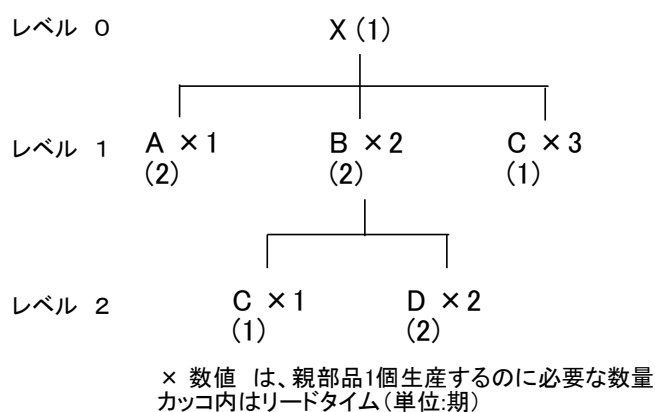 レベル 0 X (1)
レベル 1 A ×1 B ×2 C ×3
(2) (2) (1)
レベル 2 C ×1 D ×2
(1) (2)
× 数値 は、親部品1個生産するのに必要な数量
カッコ内はリードタイム(単位:期)